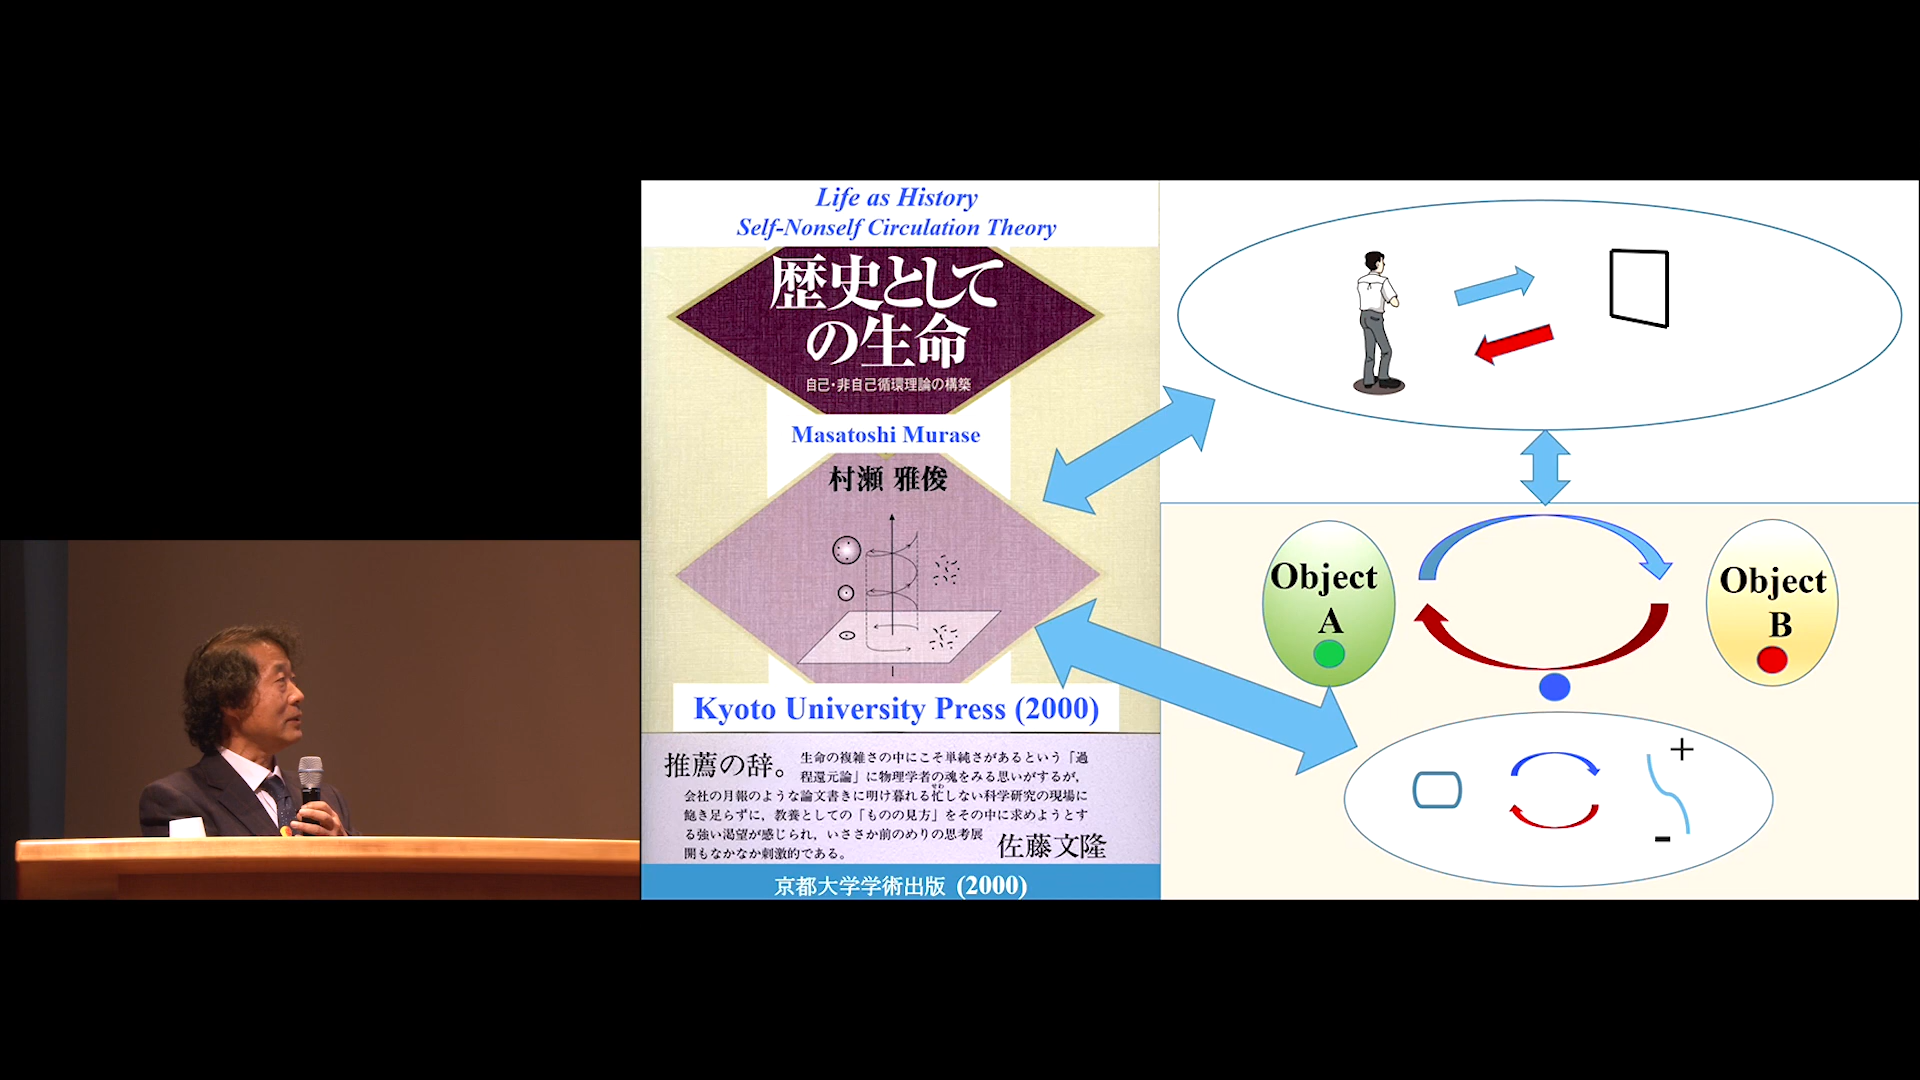 Life as History
Self-Nonself Circulation Theory
歴史として
の生命
自己・非自己循環理論の構築
Masatoshi Murase
村瀬 雅俊
Kyoto University Press (2000)
推薦の辞。
生命の複雑さの中にこそ単純さがあるという「過
程還元論」に物理学者の魂をみる思いがするが,
会社の月報のような論文書きに明け暮れる忙しない科学研究の現場に
せわ
飽き足らずに, 教養としての「ものの見方」をその中に求めようとす
る強い渇望が感じられ, いささか前のめりの思考展
開もなかなか刺激的である。
佐藤文隆
京都大学学術出版 (2000)
Object
A
Object
B
+
-